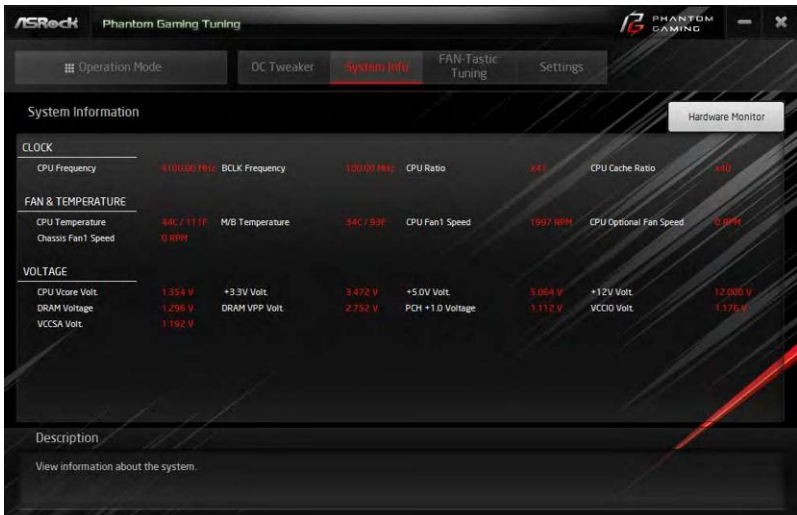 ASRock Phantom Gaming Tuning PHANTOM GAMING
Operation Mode OC Tweaker System Info FAN-Tastic Tuning Settings
System Information Hardware Monitor
CLOCK
CPU Frequency 4100.00 MHz BCLK Frequency 100.00 MHz CPU Ratio x41 CPU Cache Ratio x40
FAN & TEMPERATURE
CPU Temperature 44C / 111F M/B Temperature 34C / 93F CPU Fan1 Speed 1997 RPM CPU Optional Fan Speed 0 RPM
Chassis Fan1 Speed 0 RPM
VOLTAGE
CPU Vcore Volt. 1.354 V +3.3V Volt. 3.472 V +5.0V Volt. 5.064 V +12V Volt. 12.000 V
DRAM Voltage 1.296 V DRAM VPP Volt. 2.752 V PCH +1.0 Voltage 1.112 V VCCIO Volt. 1.176 V
VCCSA Volt. 1.192 V
Description
View information about the system.